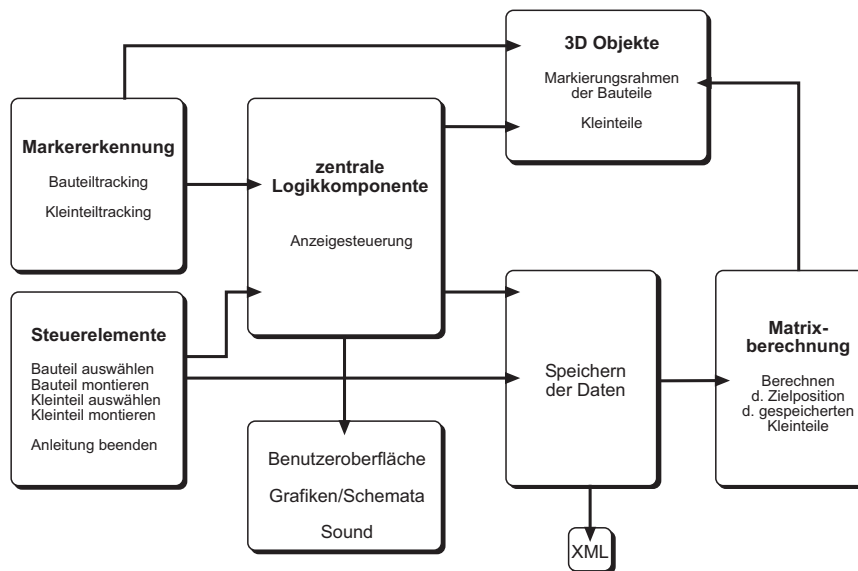 3D Objekte
Markierungsrahmen
der Bauteile
Kleinteile
Markererkennung
Bauteiltracking
Kleinteiltracking
zentrale
Logikkomponente
Anzeigesteuerung
Steuerelemente
Bauteil auswählen
Bauteil montieren
Kleinteil auswählen
Kleinteil montieren
Anleitung beenden
Speichern
der Daten
Matrix-
berechnung
Berechnen
d. Zielposition
d. gespeicherten
Kleinteile
Benutzeroberfläche
Grafiken/Schemata
Sound
XML